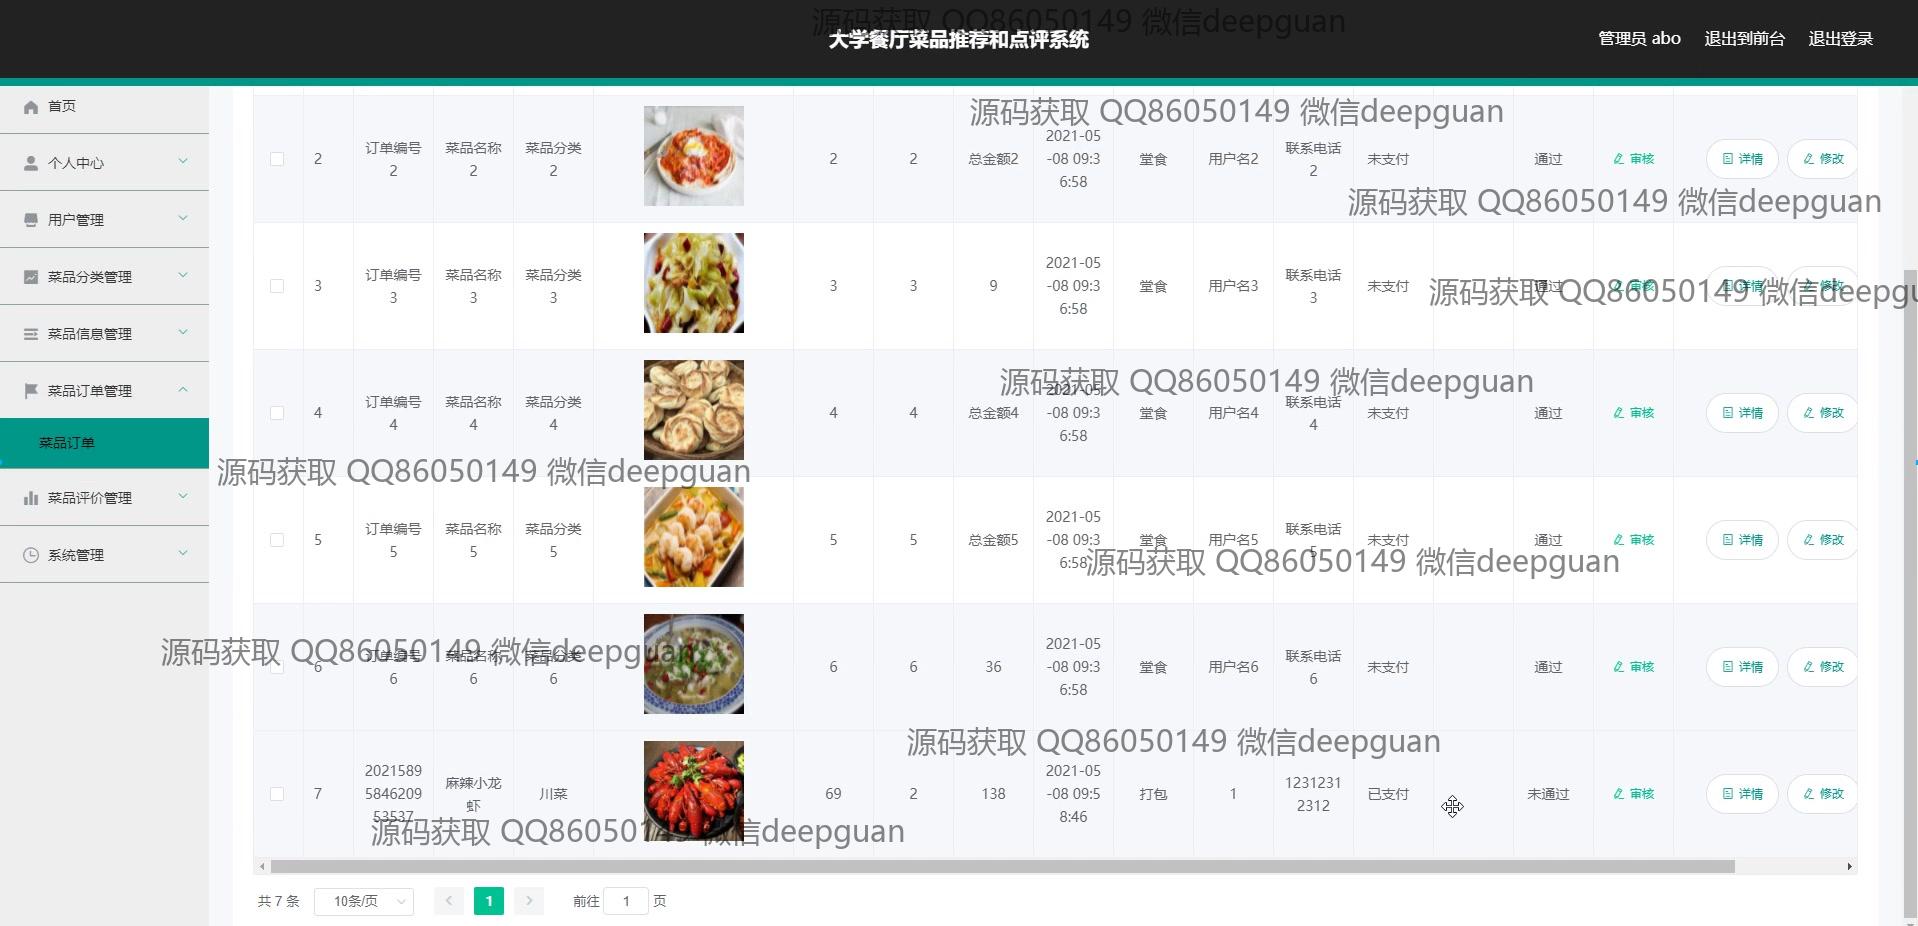 源码获取 QQ86050149 微信deepguan
大学餐厅菜品推荐和点评系统
管理员 abo 退出到前台 退出登录
首页
个人中心
用户管理
菜品分类管理
菜品信息管理
菜品订单管理
菜品订单
菜品评价管理
系统管理
源码获取 QQ86050149 微信deepguan
2 订单编号 菜品名称 菜品分类 2 2 总金额2 2021-05 堂食 用户名2 联系电话 未支付 通过 审核 详情 修改
2 2 2 -08 09:3 2
6:58
源码获取 QQ86050149 微信deepguan
3 订单编号 菜品名称 菜品分类 3 3 9 2021-05 堂食 用户名3 联系电话 未支付 通过 审核 详情 修改
3 3 3 -08 09:3 3
6:58
源码获取 QQ86050149 微信deepgu
源码获取 QQ86050149 微信deepguan
4 订单编号 菜品名称 菜品分类 4 4 总金额4 2021-05 堂食 用户名4 联系电话 未支付 通过 审核 详情 修改
4 4 4 -08 09:3 4
6:58
源码获取 QQ86050149 微信deepguan
5 订单编号 菜品名称 菜品分类 5 5 总金额5 2021-05 堂食 用户名5 联系电话 未支付 通过 审核 详情 修改
5 5 5 -08 09:3 5
6:58
源码获取 QQ86050149 微信deepguan
源码获取 QQ86050149 微信deepguan
6 订单编号 菜品名称 菜品分类 6 6 36 2021-05 堂食 用户名6 联系电话 未支付 通过 审核 详情 修改
6 6 6 -08 09:3 6
6:58
源码获取 QQ86050149 微信deepguan
7 2021589 麻辣小龙 川菜 69 2 138 2021-05 打包 1 1231231 已支付 未通过 审核 详情 修改
5846209 虾 -08 09:5 2312
53537 8:46
源码获取 QQ86050149 微信deepguan
共 7 条 10条/页 1 前往 1 页